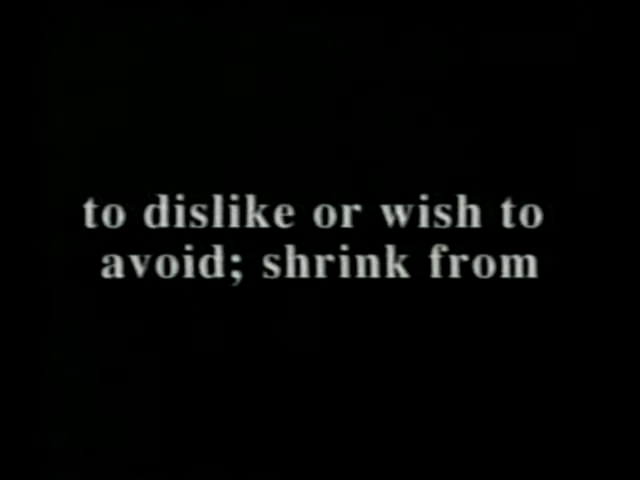 to dislike or wish to
avoid; shrink from